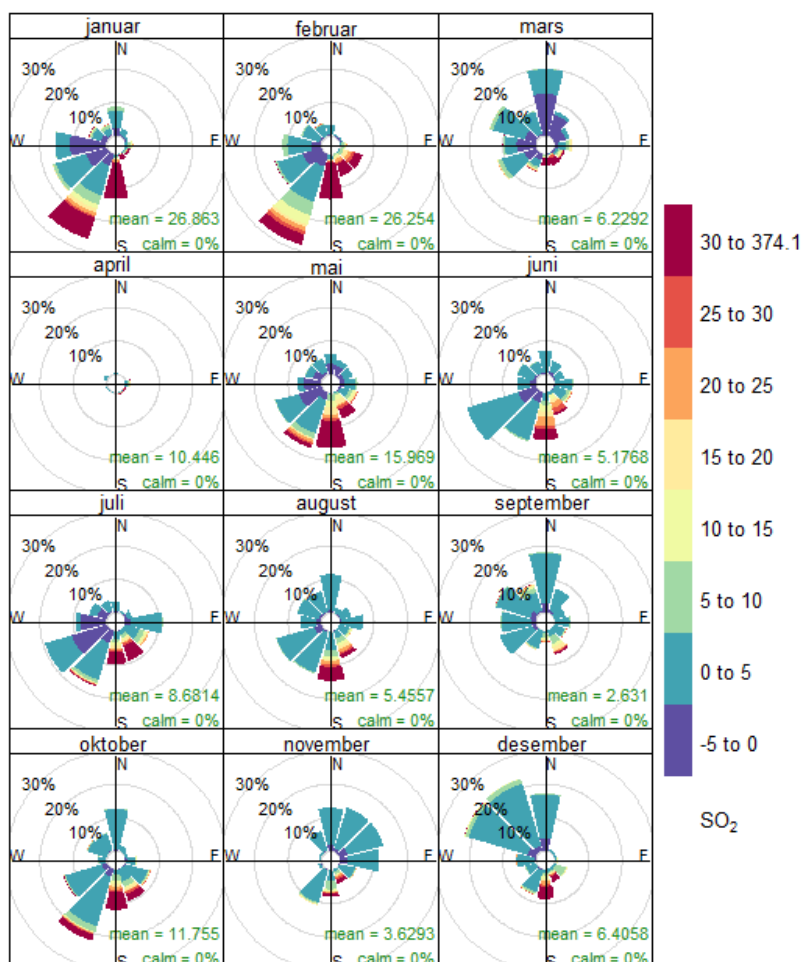 januar
februar
mars
N
30%
20%
10%
W
E
mean = 26.863
S
calm = 0%
N
30%
20%
10%
W
E
mean = 26.254
S
calm = 0%
N
30%
20%
10%
W
E
mean = 6.2292
S
calm = 0%
april
mai
juni
N
30%
20%
10%
W
E
mean = 10.446
S
calm = 0%
N
30%
20%
10%
W
E
mean = 15.969
S
calm = 0%
N
30%
20%
10%
W
E
mean = 5.1768
S
calm = 0%
juli
august
september
N
30%
20%
10%
W
E
mean = 8.6814
S
calm = 0%
N
30%
20%
10%
W
E
mean = 5.4557
S
calm = 0%
N
30%
20%
10%
W
E
mean = 2.631
S
calm = 0%
oktober
november
desember
N
30%
20%
10%
W
E
mean = 11.755
S
calm = 0%
N
30%
20%
10%
W
E
mean = 3.6293
S
calm = 0%
N
30%
20%
10%
W
E
mean = 6.4058
S
calm = 0%
30 to 374.1
25 to 30
20 to 25
15 to 20
10 to 15
5 to 10
0 to 5
-5 to 0
SO₂